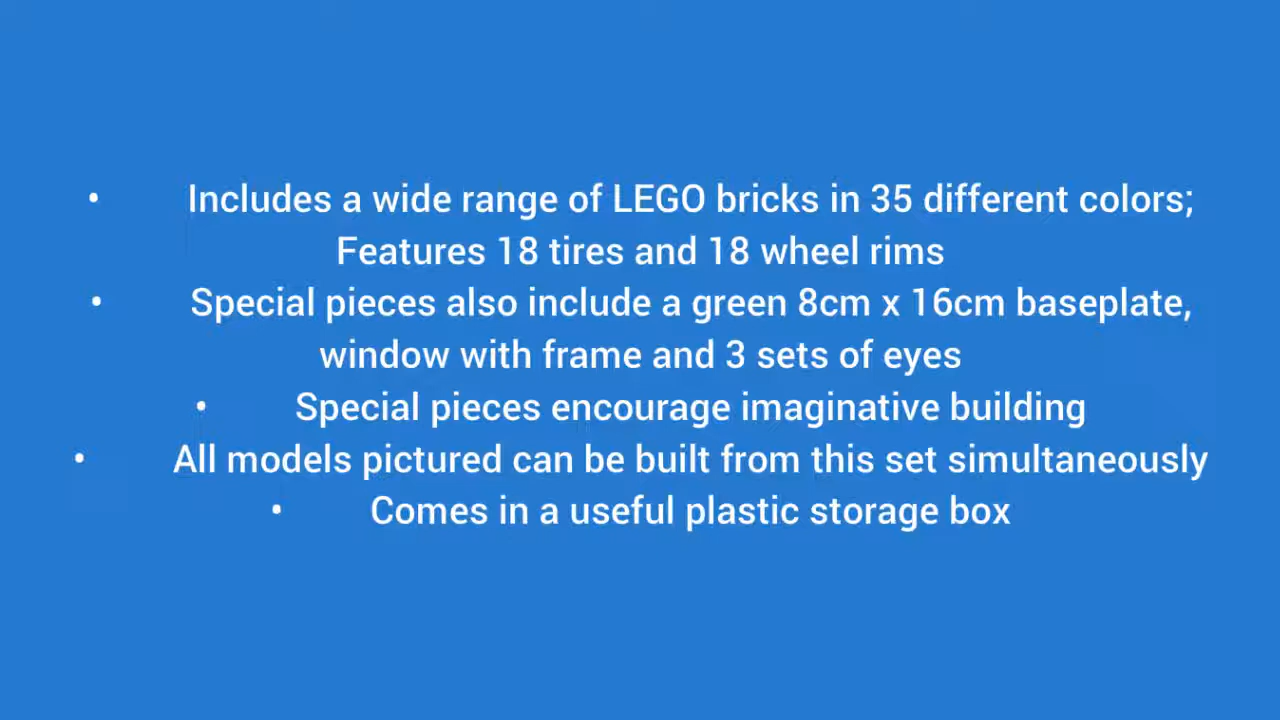 • Includes a wide range of LEGO bricks in 35 different colors;
Features 18 tires and 18 wheel rims
• Special pieces also include a green 8cm x 16cm baseplate,
window with frame and 3 sets of eyes
• Special pieces encourage imaginative building
• All models pictured can be built from this set simultaneously
• Comes in a useful plastic storage box